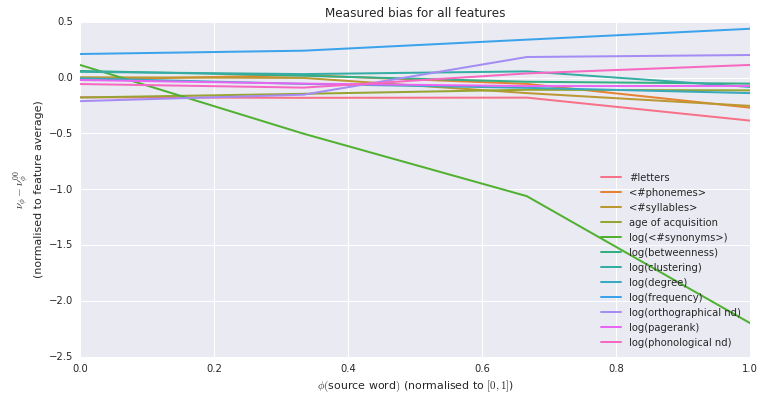 Measured bias for all features
0.5
0.0
−0.5
−1.0
−1.5
−2.0
−2.5
ν_ϕ − ν_ϕ^00
(normalised to feature average)
#letters
<#phonemes>
<#syllables>
age of acquisition
log(<#synonyms>)
log(betweenness)
log(clustering)
log(degree)
log(frequency)
log(orthographical nd)
log(pagerank)
log(phonological nd)
0.0 0.2 0.4 0.6 0.8 1.0
ϕ(source word) (normalised to [0, 1])